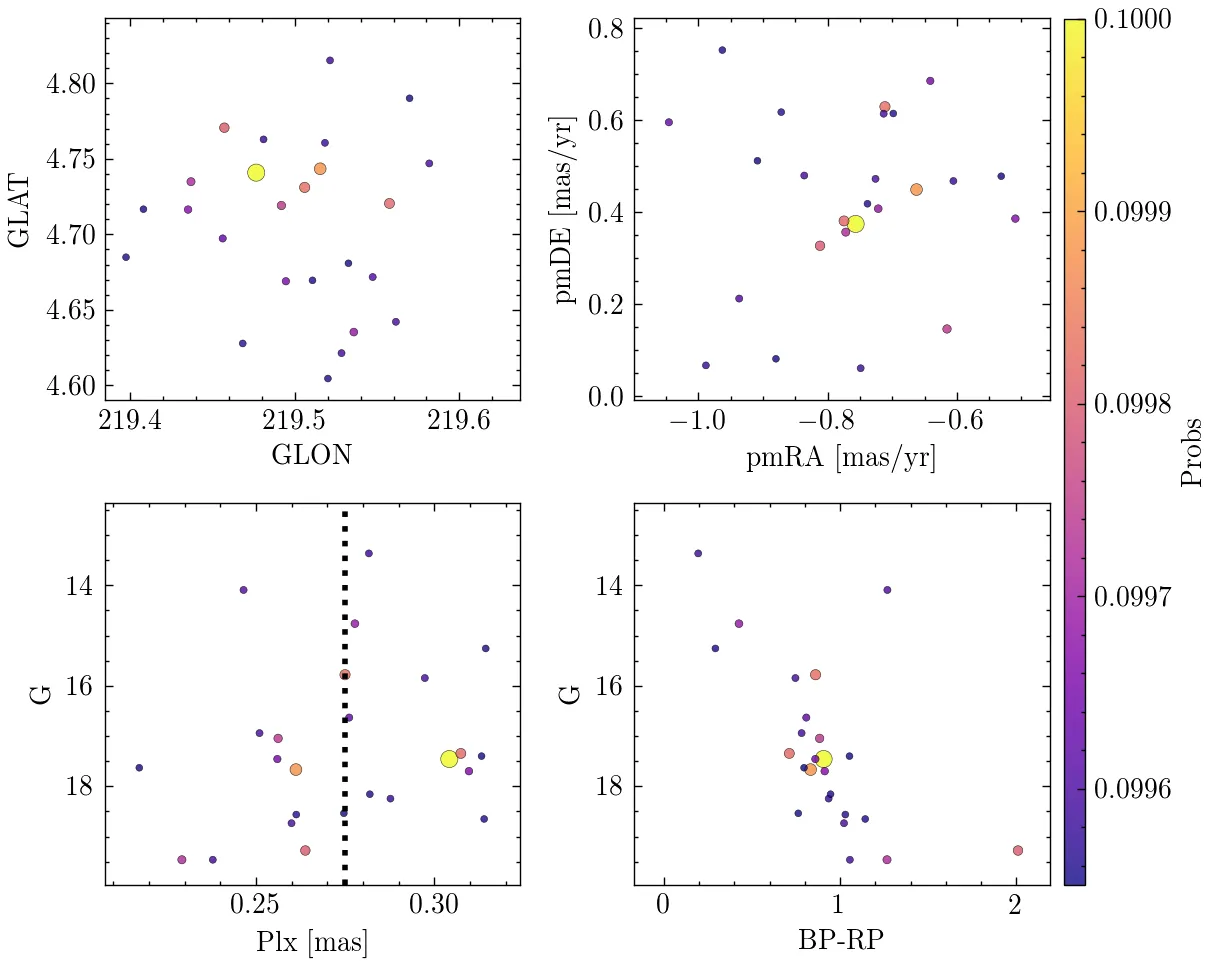 4.80
4.75
4.70
4.65
4.60
GLAT
219.4 219.5 219.6
GLON
0.8
0.6
0.4
0.2
0.0
pmDE [mas/yr]
−1.0 −0.8 −0.6
pmRA [mas/yr]
14
16
18
G
0.25 0.30
Plx [mas]
14
16
18
G
0 1 2
BP-RP
0.1000
0.0999
0.0998
0.0997
0.0996
Probs